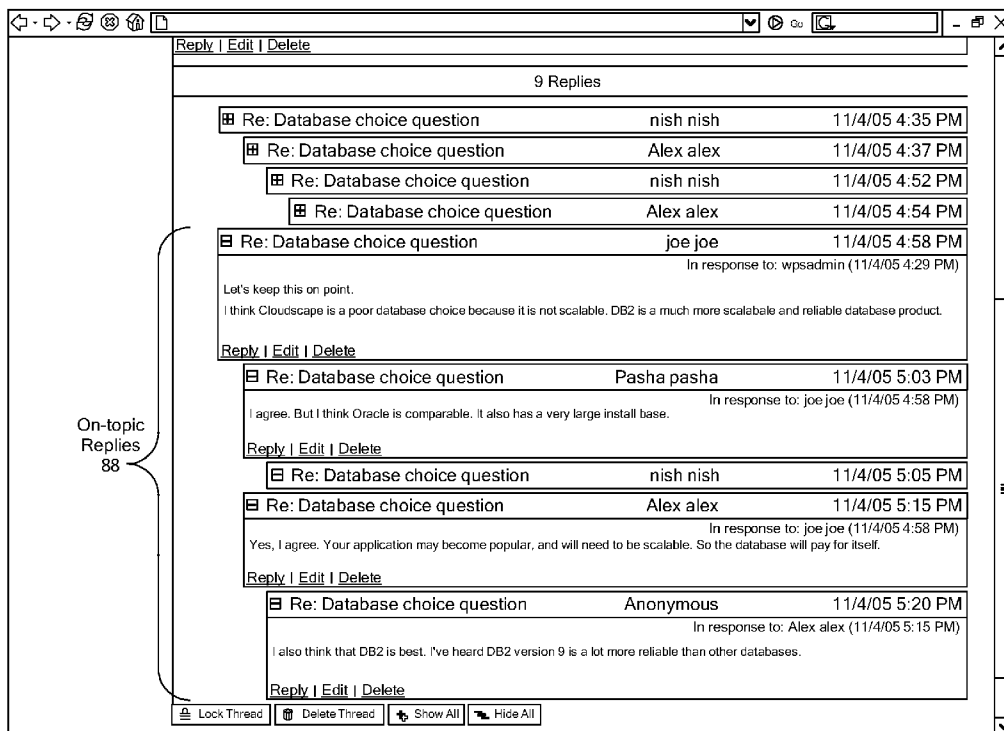 Go
Reply | Edit | Delete
9 Replies
Re: Database choice question nish nish 11/4/05 4:35 PM
Re: Database choice question Alex alex 11/4/05 4:37 PM
Re: Database choice question nish nish 11/4/05 4:52 PM
Re: Database choice question Alex alex 11/4/05 4:54 PM
Re: Database choice question joe joe 11/4/05 4:58 PM
In response to: wpsadmin (11/4/05 4:29 PM)
Let's keep this on point.
I think Cloudscape is a poor database choice because it is not scalable. DB2 is a much more scalabale and reliable database product.
Reply | Edit | Delete
Re: Database choice question Pasha pasha 11/4/05 5:03 PM
In response to: joe joe (11/4/05 4:58 PM)
I agree. But I think Oracle is comparable. It also has a very large install base.
Reply | Edit | Delete
On-topic
Replies
88
Re: Database choice question nish nish 11/4/05 5:05 PM
Re: Database choice question Alex alex 11/4/05 5:15 PM
In response to: joe joe (11/4/05 4:58 PM)
Yes, I agree. Your application may become popular, and will need to be scalable. So the database will pay for itself.
Reply | Edit | Delete
Re: Database choice question Anonymous 11/4/05 5:20 PM
In response to: Alex alex (11/4/05 5:15 PM)
I also think that DB2 is best. I've heard DB2 version 9 is a lot more reliable than other databases.
Reply | Edit | Delete
Lock Thread Delete Thread Show All Hide All